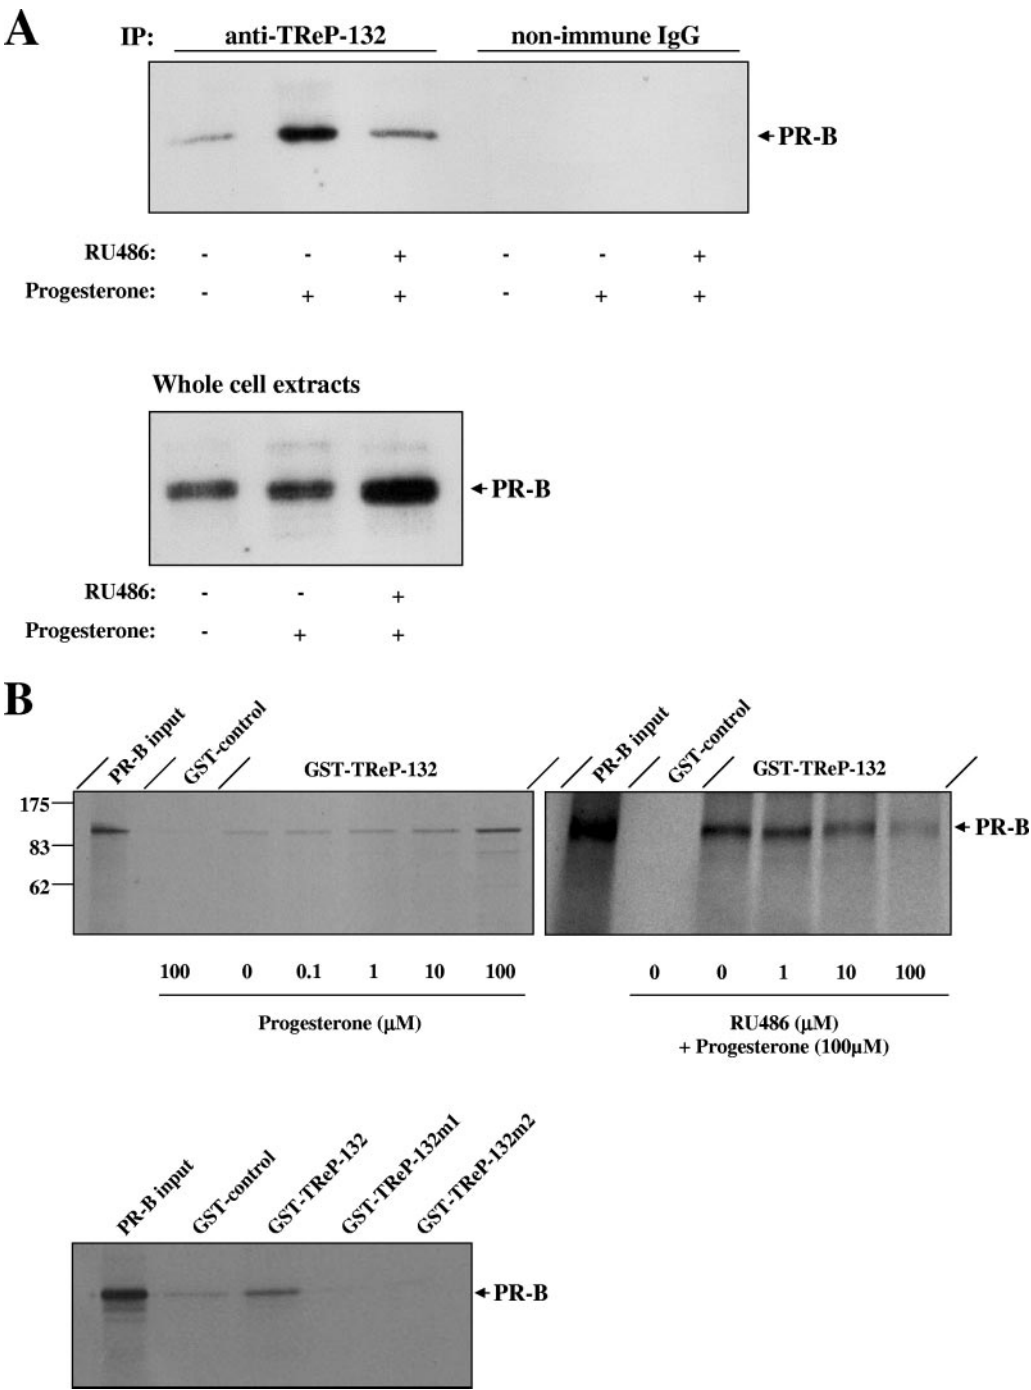 A
IP: anti-TReP-132 non-immune IgG
PR-B
RU486: - - + - - +
Progesterone: - + + - + +
Whole cell extracts
PR-B
RU486: - - +
Progesterone: - + +
B
PR-B input GST-control GST-TReP-132 PR-B input GST-control GST-TReP-132
175
83
62
PR-B
100 0 0.1 1 10 100 0 0 1 10 100
Progesterone (μM) RU486 (μM)
+ Progesterone (100μM)
PR-B input GST-control GST-TReP-132 GST-TReP-132m1 GST-TReP-132m2
PR-B